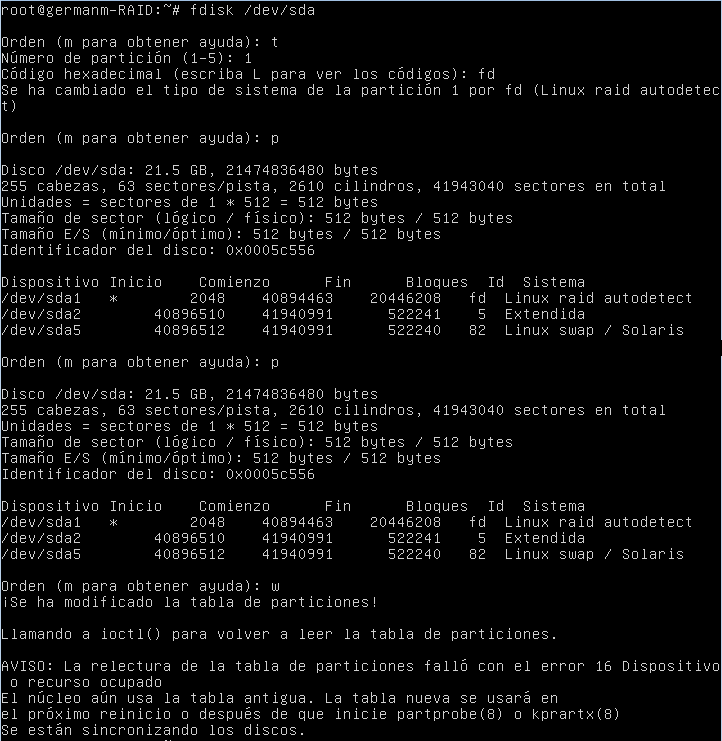 root@germanm-RAID:~# fdisk /dev/sda
Orden (m para obtener ayuda): t
Número de partición (1-5): 1
Código hexadecimal (escriba L para ver los códigos): fd
Se ha cambiado el tipo de sistema de la partición 1 por fd (Linux raid autodetec
t)
Orden (m para obtener ayuda): p
Disco /dev/sda: 21.5 GB, 21474836480 bytes
255 cabezas, 63 sectores/pista, 2610 cilindros, 41943040 sectores en total
Unidades = sectores de 1 * 512 = 512 bytes
Tamaño de sector (lógico / físico): 512 bytes / 512 bytes
Tamaño E/S (mínimo/óptimo): 512 bytes / 512 bytes
Identificador del disco: 0x0005c556
Dispositivo Inicio    Comienzo      Fin      Bloques  Id  Sistema
/dev/sda1   *        2048    40894463    20446208   fd  Linux raid autodetect
/dev/sda2        40896510    41940991      522241    5  Extendida
/dev/sda5        40896512    41940991      522240   82  Linux swap / Solaris
Orden (m para obtener ayuda): p
Disco /dev/sda: 21.5 GB, 21474836480 bytes
255 cabezas, 63 sectores/pista, 2610 cilindros, 41943040 sectores en total
Unidades = sectores de 1 * 512 = 512 bytes
Tamaño de sector (lógico / físico): 512 bytes / 512 bytes
Tamaño E/S (mínimo/óptimo): 512 bytes / 512 bytes
Identificador del disco: 0x0005c556
Dispositivo Inicio    Comienzo      Fin      Bloques  Id  Sistema
/dev/sda1   *        2048    40894463    20446208   fd  Linux raid autodetect
/dev/sda2        40896510    41940991      522241    5  Extendida
/dev/sda5        40896512    41940991      522240   82  Linux swap / Solaris
Orden (m para obtener ayuda): w
¡Se ha modificado la tabla de particiones!
Llamando a ioctl() para volver a leer la tabla de particiones.
AVISO: La relectura de la tabla de particiones falló con el error 16 Dispositivo
 o recurso ocupado
El núcleo aún usa la tabla antigua. La tabla nueva se usará en
el próximo reinicio o después de que inicie partprobe(8) o kprartx(8)
Se están sincronizando los discos.